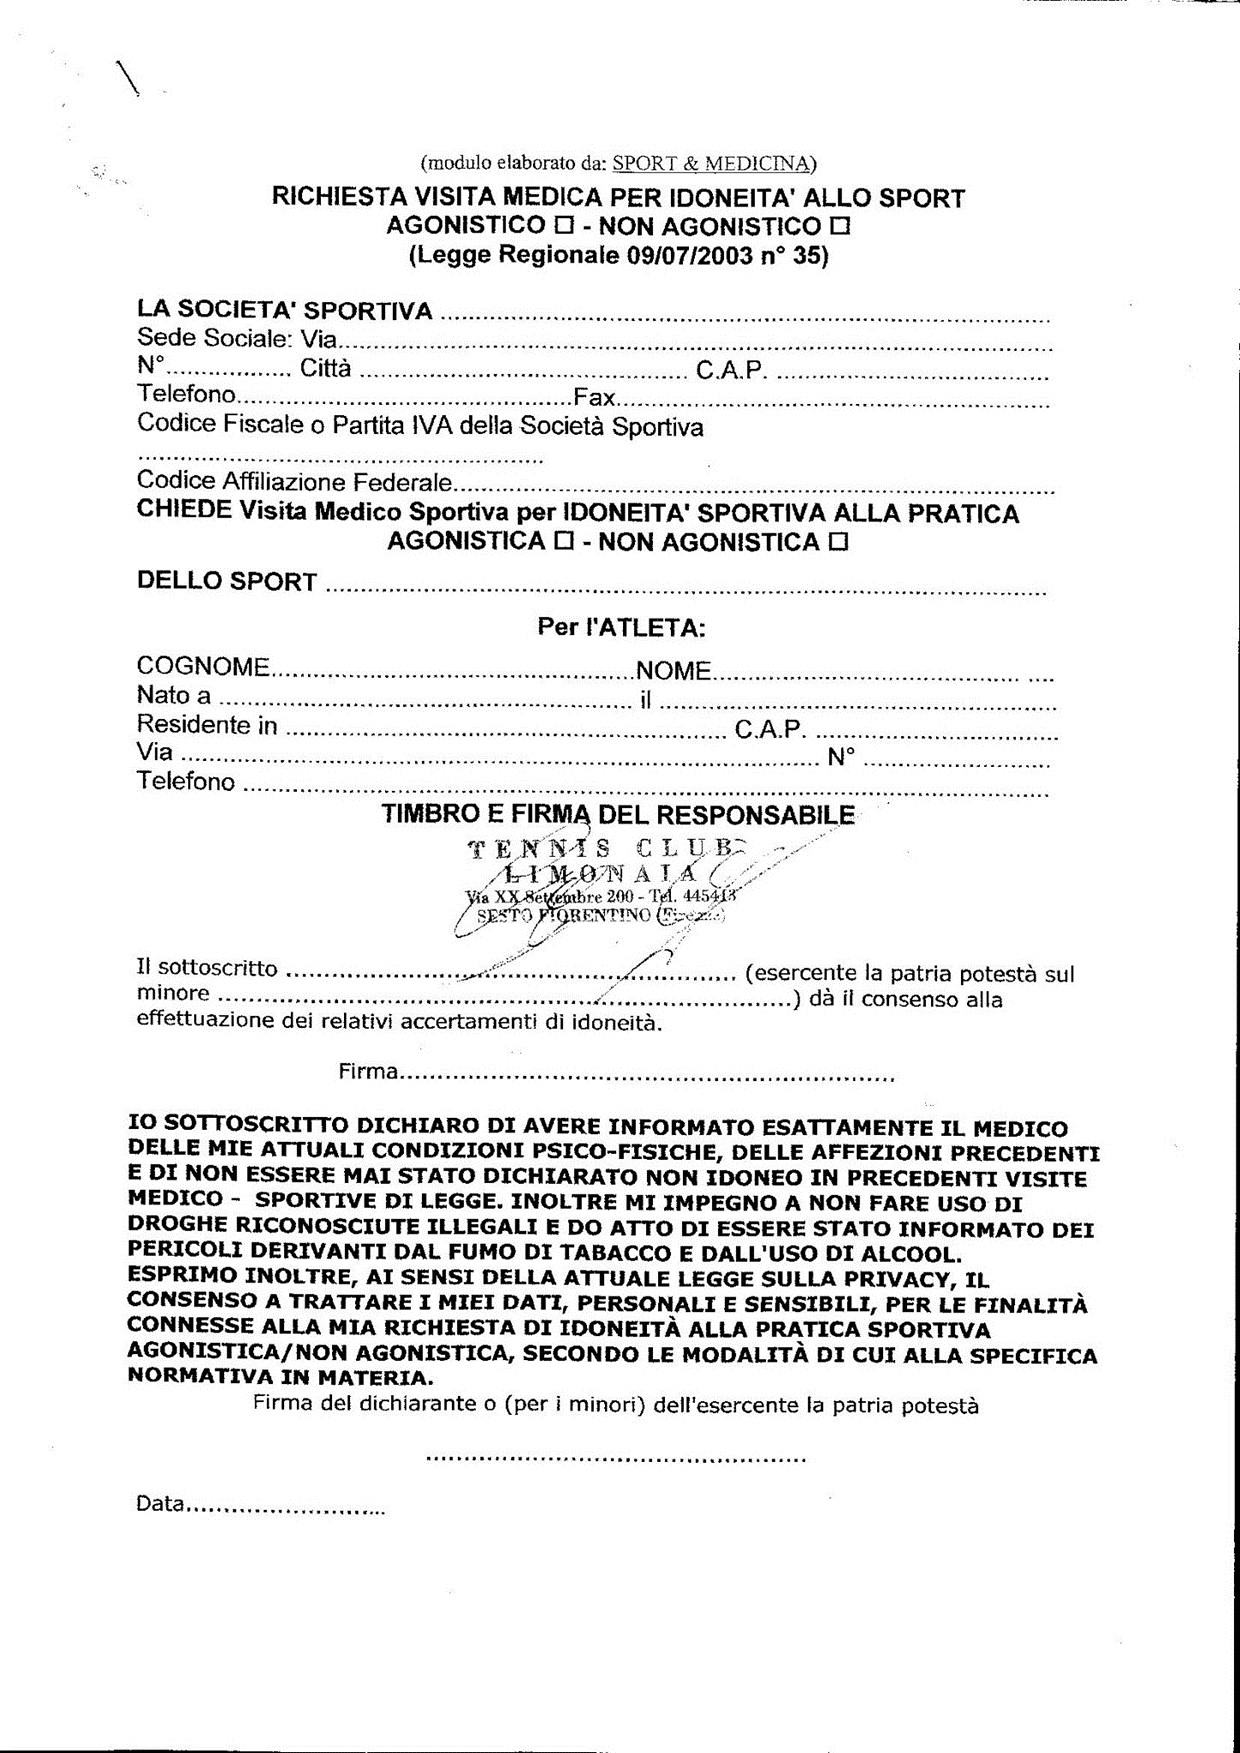 (modulo elaborato da: SPORT & MEDICINA)
RICHIESTA VISITA MEDICA PER IDONEITA' ALLO SPORT
AGONISTICO ☐ - NON AGONISTICO ☐
(Legge Regionale 09/07/2003 n° 35)
LA SOCIETA' SPORTIVA ..............................
Sede Sociale: Via..............................
N°.................. Città .............................. C.A.P. ..............................
Telefono..............................Fax..............................
Codice Fiscale o Partita IVA della Società Sportiva
..............................
Codice Affiliazione Federale..............................
CHIEDE Visita Medico Sportiva per IDONEITA' SPORTIVA ALLA PRATICA
AGONISTICA ☐ - NON AGONISTICA ☐
DELLO SPORT ..............................
Per l'ATLETA:
COGNOME..............................NOME..............................
Nato a .............................. il ..............................
Residente in .............................. C.A.P. ..............................
Via .............................. N° ..............................
Telefono ..............................
TIMBRO E FIRMA DEL RESPONSABILE
TENNIS CLUB
LIMONAIA
Via XX Settembre 200 - Tel. 445413
SESTO FIORENTINO (Firenze)
Il sottoscritto .............................. (esercente la patria potestà sul
minore ..............................) dà il consenso alla
effettuazione dei relativi accertamenti di idoneità.
Firma..............................
IO SOTTOSCRITTO DICHIARO DI AVERE INFORMATO ESATTAMENTE IL MEDICO
DELLE MIE ATTUALI CONDIZIONI PSICO-FISICHE, DELLE AFFEZIONI PRECEDENTI
E DI NON ESSERE MAI STATO DICHIARATO NON IDONEO IN PRECEDENTI VISITE
MEDICO - SPORTIVE DI LEGGE. INOLTRE MI IMPEGNO A NON FARE USO DI
DROGHE RICONOSCIUTE ILLEGALI E DO ATTO DI ESSERE STATO INFORMATO DEI
PERICOLI DERIVANTI DAL FUMO DI TABACCO E DALL'USO DI ALCOOL.
ESPRIMO INOLTRE, AI SENSI DELLA ATTUALE LEGGE SULLA PRIVACY, IL
CONSENSO A TRATTARE I MIEI DATI, PERSONALI E SENSIBILI, PER LE FINALITÀ
CONNESSE ALLA MIA RICHIESTA DI IDONEITÀ ALLA PRATICA SPORTIVA
AGONISTICA/NON AGONISTICA, SECONDO LE MODALITÀ DI CUI ALLA SPECIFICA
NORMATIVA IN MATERIA.
Firma del dichiarante o (per i minori) dell'esercente la patria potestà
..............................
Data..............................